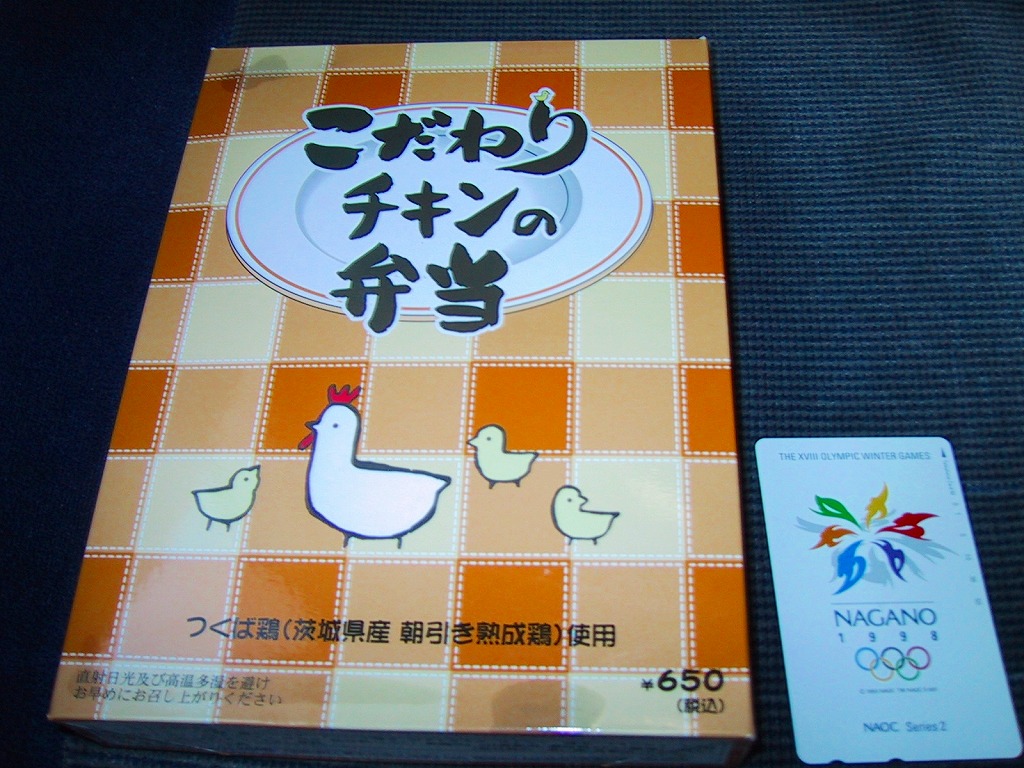 こだわり
チキンの
弁当
つくば鶏(茨城県産 朝引き熟成鶏)使用
直射日光及び高温多湿を避け
お早めにお召し上がりください
¥650
(税込)
THE XVIII OLYMPIC WINTER GAMES
NAGANO
1998
NAOC Series 2